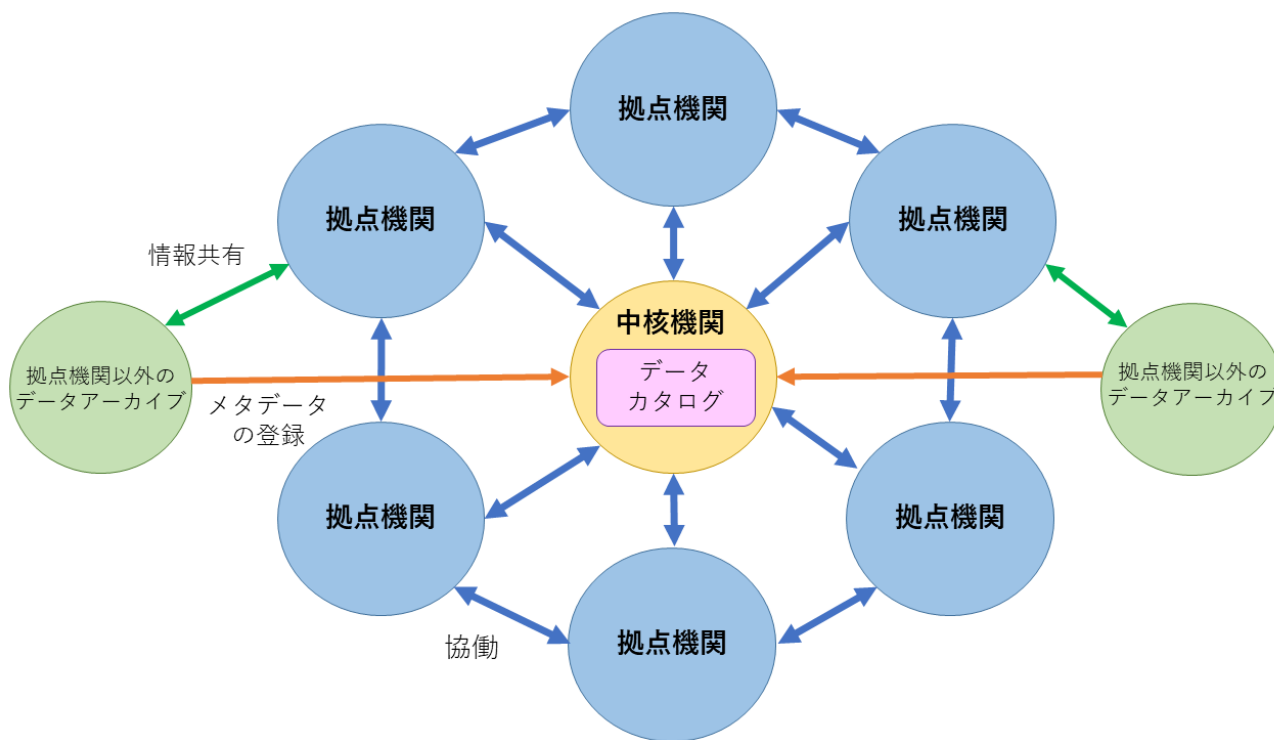 拠点機関
拠点機関
拠点機関
情報共有
中核機関
データ
カタログ
拠点機関以外の
データアーカイブ
拠点機関以外の
データアーカイブ
メタデータ
の登録
拠点機関
拠点機関
拠点機関
協働